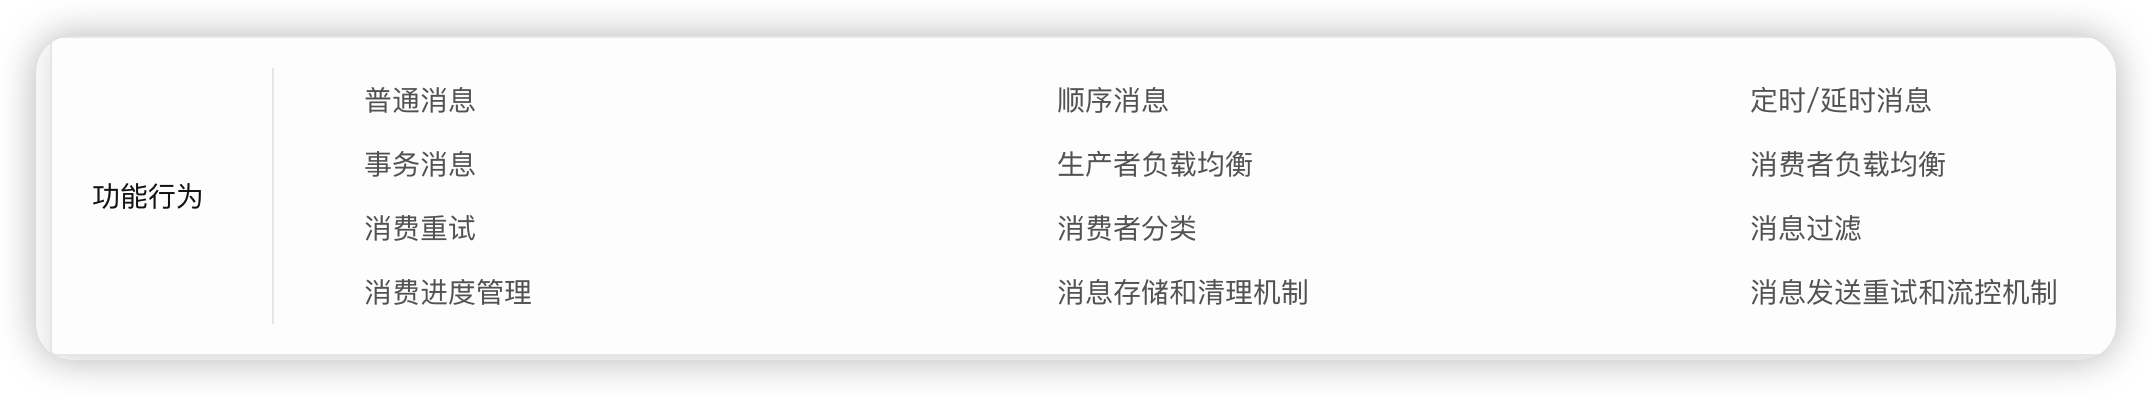 功能行为
普通消息
顺序消息
定时/延时消息
事务消息
生产者负载均衡
消费者负载均衡
消费重试
消费者分类
消息过滤
消费进度管理
消息存储和清理机制
消息发送重试和流控机制